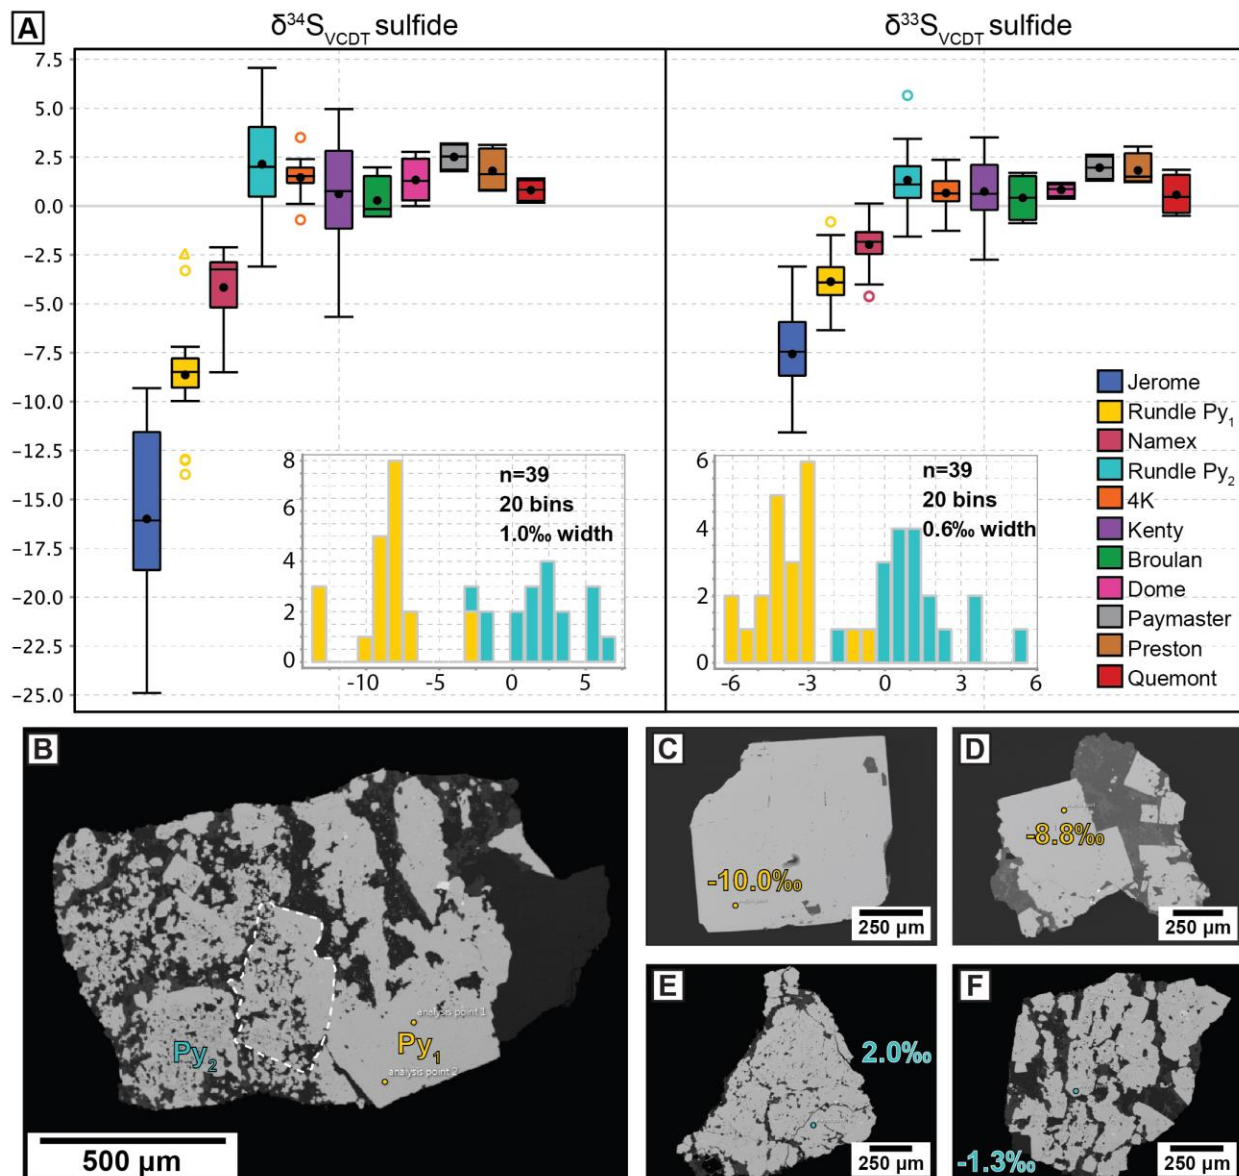 A
δ³⁴S_VCDT sulfide
δ³³S_VCDT sulfide
7.5
5.0
2.5
0.0
−2.5
−5.0
−7.5
−10.0
−12.5
−15.0
−17.5
−20.0
−22.5
−25.0
8
6
4
2
0
-10
-5
0
5
n=39
20 bins
1.0‰ width
6
4
2
0
-6
-3
0
3
6
n=39
20 bins
0.6‰ width
Jerome
Rundle Py₁
Namex
Rundle Py₂
4K
Kenty
Broulan
Dome
Paymaster
Preston
Quemont
B
analysis point 1
Py₁
Py₂
analysis point 2
500 µm
C
-10.0‰
250 µm
D
-8.8‰
250 µm
E
2.0‰
250 µm
F
-1.3‰
250 µm